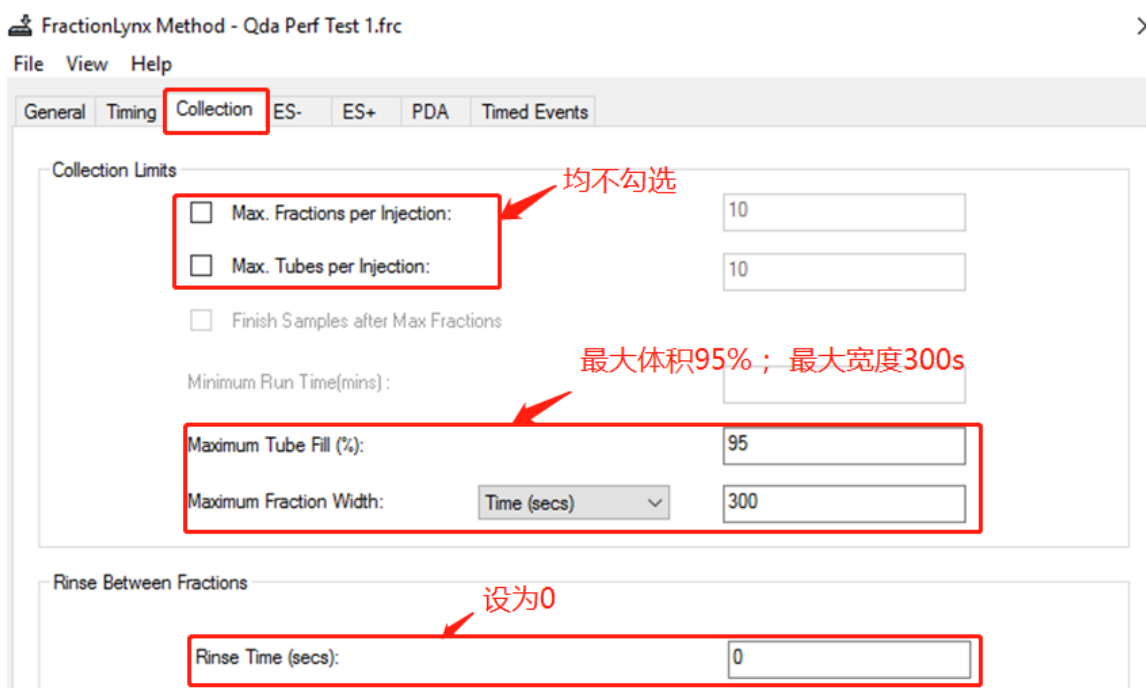 FractionLynx Method - Qda Perf Test 1.frc
File View Help
General Timing Collection ES- ES+ PDA Timed Events
Collection Limits
均不勾选
Max. Fractions per Injection: 10
Max. Tubes per Injection: 10
Finish Samples after Max Fractions
最大体积95%； 最大宽度300s
Minimum Run Time(mins) :
Maximum Tube Fill (%): 95
Maximum Fraction Width: Time (secs) 300
Rinse Between Fractions
设为0
Rinse Time (secs): 0